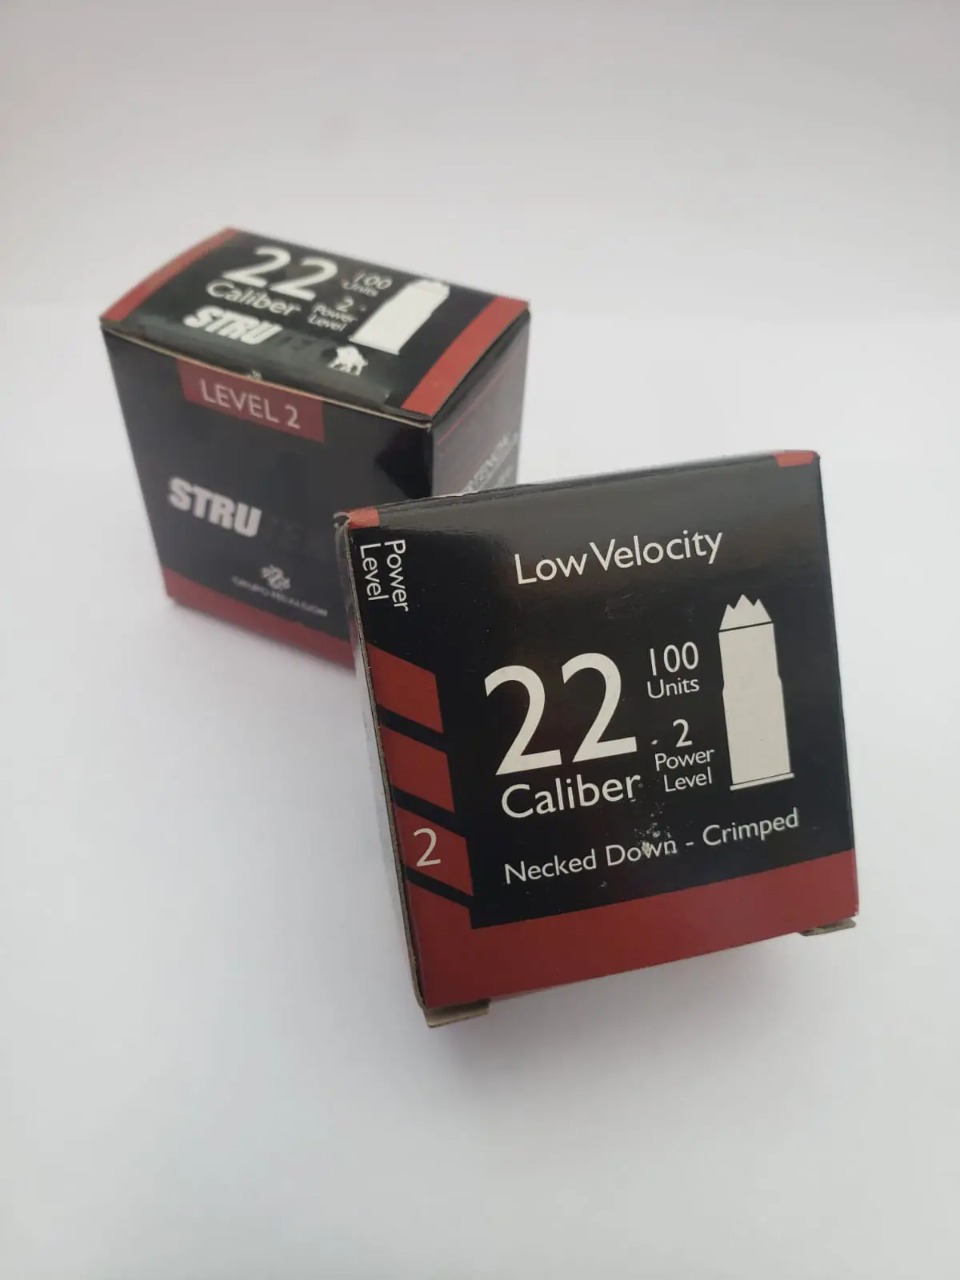 22
Caliber
100
Units
2
Power
Level
STRU
LEVEL 2
STRU
Power
Level
2
Low Velocity
22
Caliber
100
Units
2
Power
Level
Necked Down - Crimped